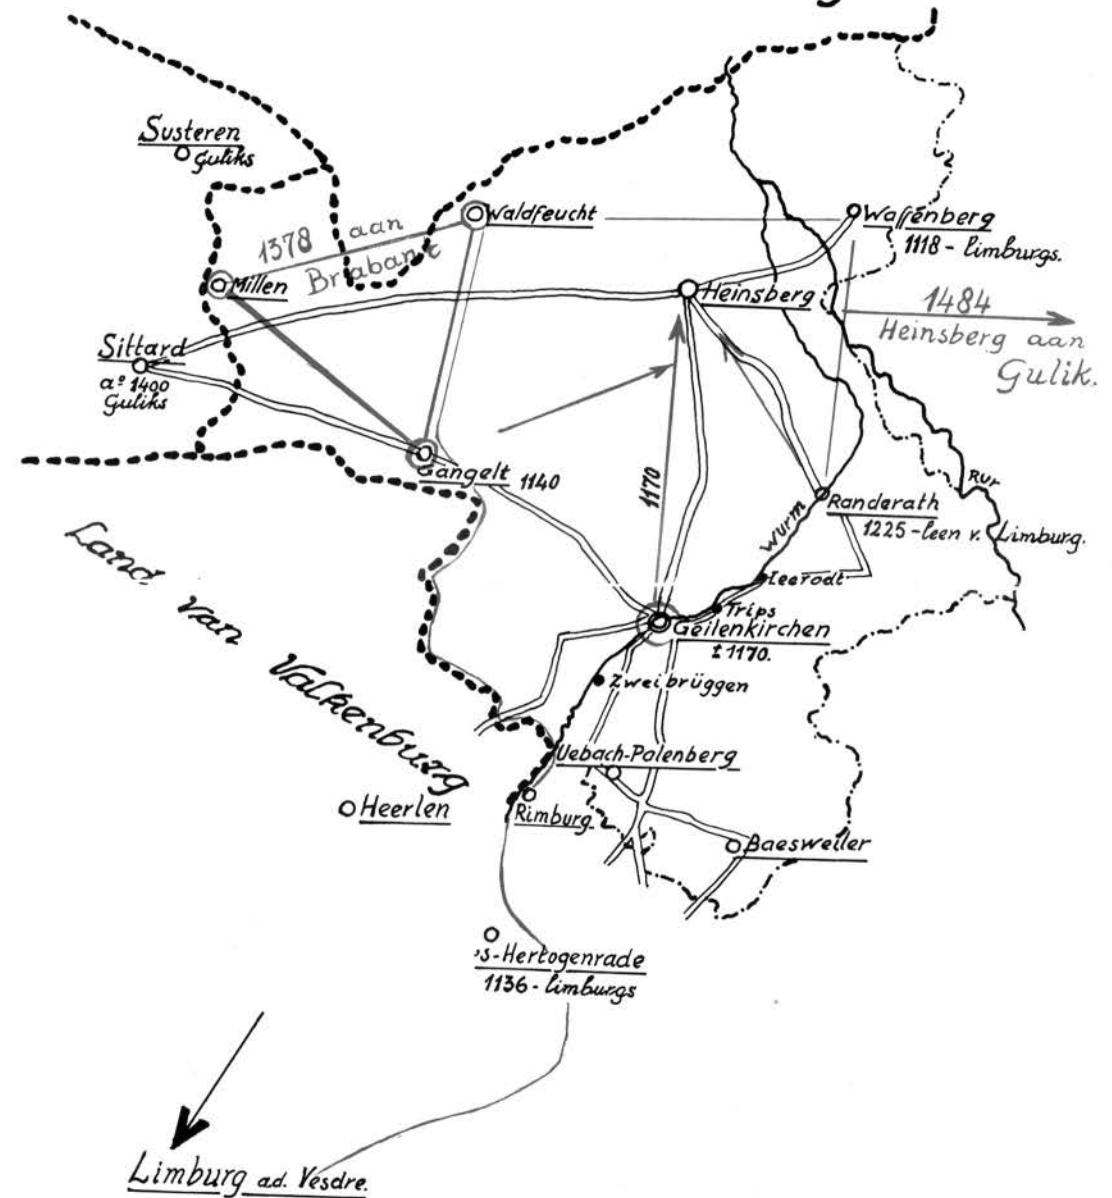 Susteren
Guliks
Waldfeucht
Wassenberg
1118 - limburgs.
1378 aan
Brabant
Millen
Heinsberg
1484
Heinsberg aan
Gulik.
Sittard
aº 1400
Guliks
Gangelt 1140
1170
Rur
Randerath
1225 - leen v. Limburg.
Wurm
Land van Valkenburg
Leerodt
Trips
Geilenkirchen
± 1170.
Zweibrüggen
Uebach-Palenberg
Heerlen
Rimburg
Baesweiler
's-Hertogenrade
1136 - limburgs
Limburg a.d. Vesdre.